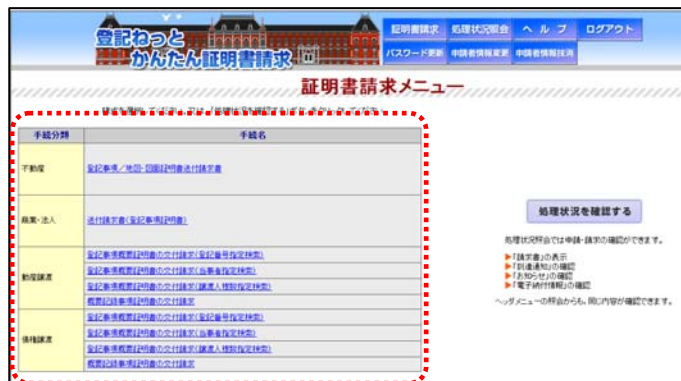 登記ねっと
かんたん証明書請求
証明書請求 処理状況照会 ヘルプ ログアウト
パスワード更新 申請者情報変更 申請者情報抹消
証明書請求メニュー
手続分類 手続名
不動産 登記事項/地図・図面証明書送付請求書
商業・法人 送付請求書(登記事項証明書)
動産譲渡
登記事項概要証明書の交付請求(登記番号指定検索)
登記事項概要証明書の交付請求(当事者指定検索)
登記事項概要証明書の交付請求(譲渡人複数指定検索)
概要記録事項証明書の交付請求
債権譲渡
登記事項概要証明書の交付請求(登記番号指定検索)
登記事項概要証明書の交付請求(当事者指定検索)
登記事項概要証明書の交付請求(譲渡人複数指定検索)
概要記録事項証明書の交付請求
処理状況を確認する
処理状況照会では申請・請求の確認ができます。
▶「請求書」の表示
▶「到達通知」の確認
▶「お知らせ」の確認
▶「電子納付情報」の確認
ヘッダメニューの照会からも、同じ内容が確認できます。